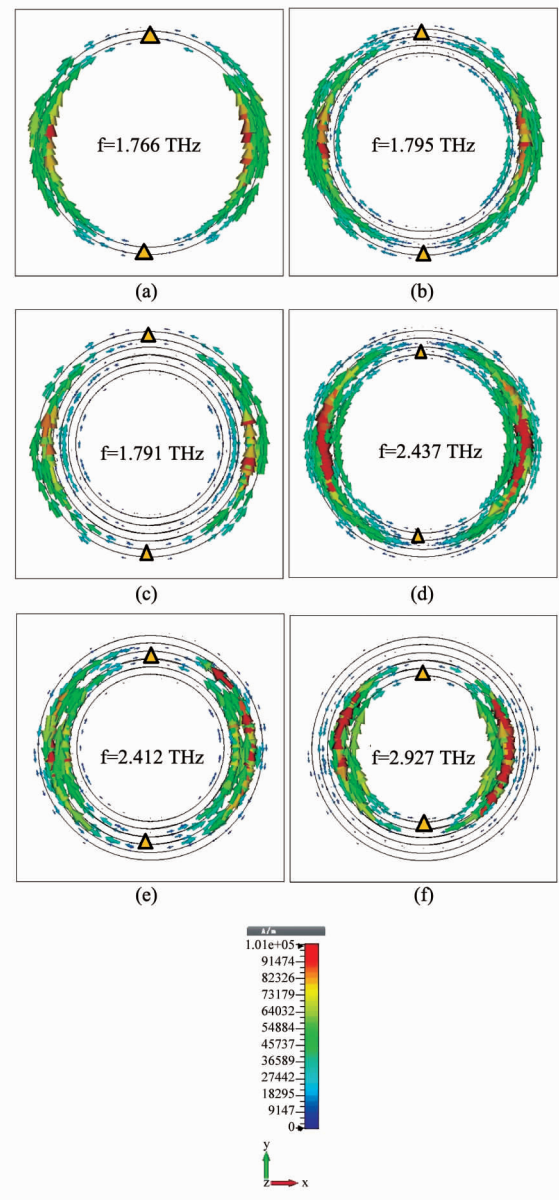 f=1.766 THz
f=1.795 THz
(a)
(b)
f=1.791 THz
f=2.437 THz
(c)
(d)
f=2.412 THz
f=2.927 THz
(e)
(f)
A/m
1.01e+05
91474
82326
73179
64032
54884
45737
36589
27442
18295
9147
0
y
z
x